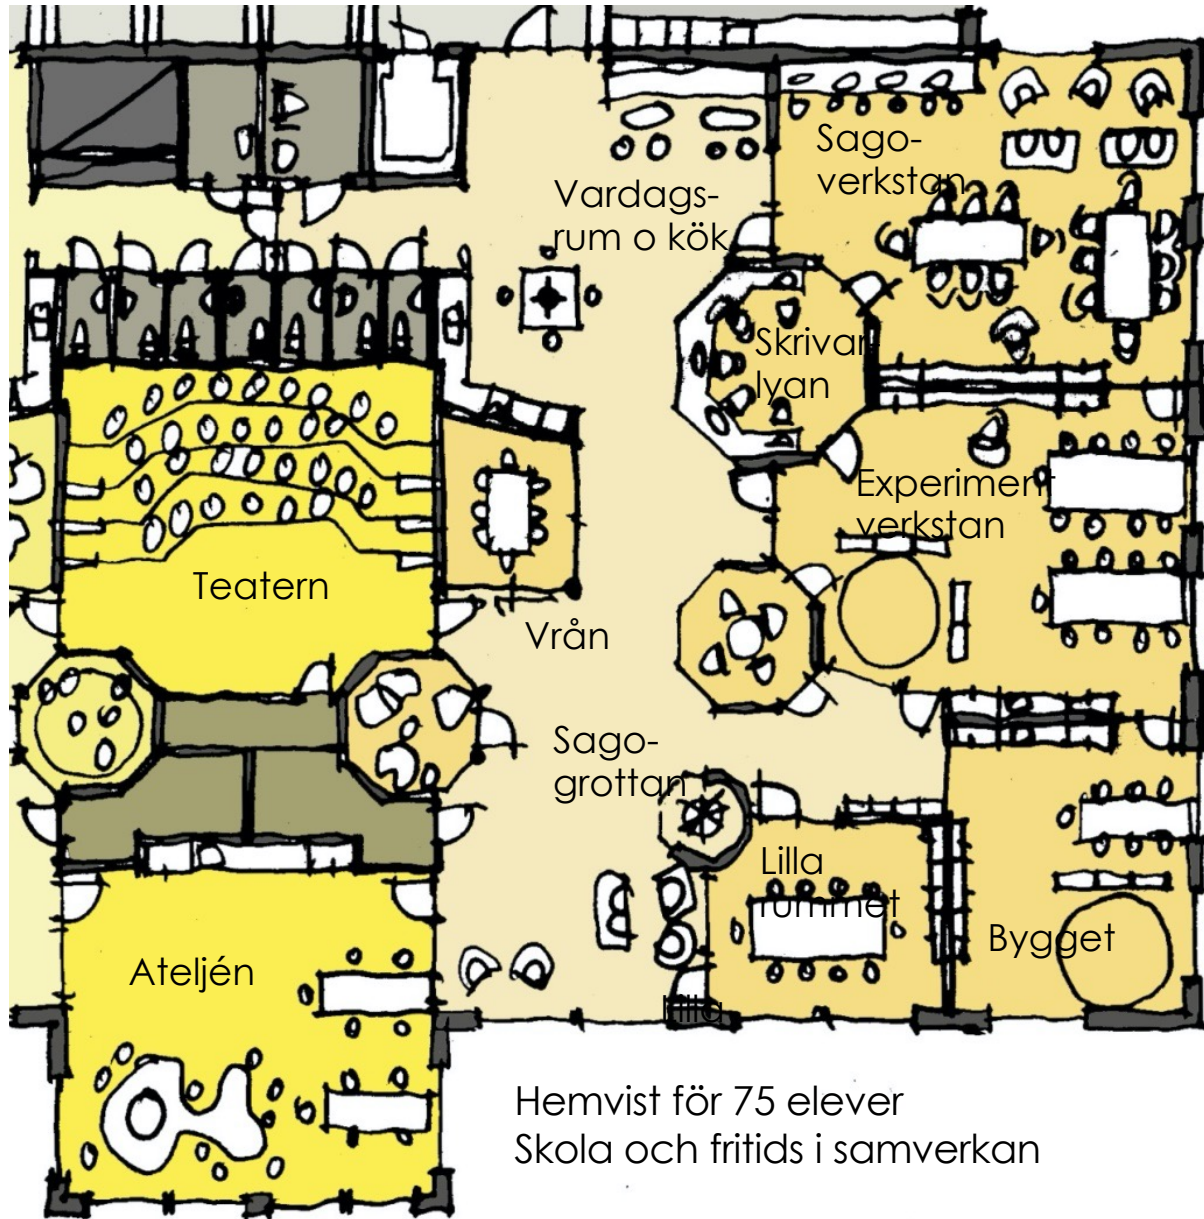 Sago-
verkstan
Vardags-
rum o kök
Skrivar-
lyan
Experiment
verkstan
Teatern
Vrån
Sago-
grottan
Lilla
rummet
Bygget
Ateljén
Lilla
Hemvist för 75 elever
Skola och fritids i samverkan